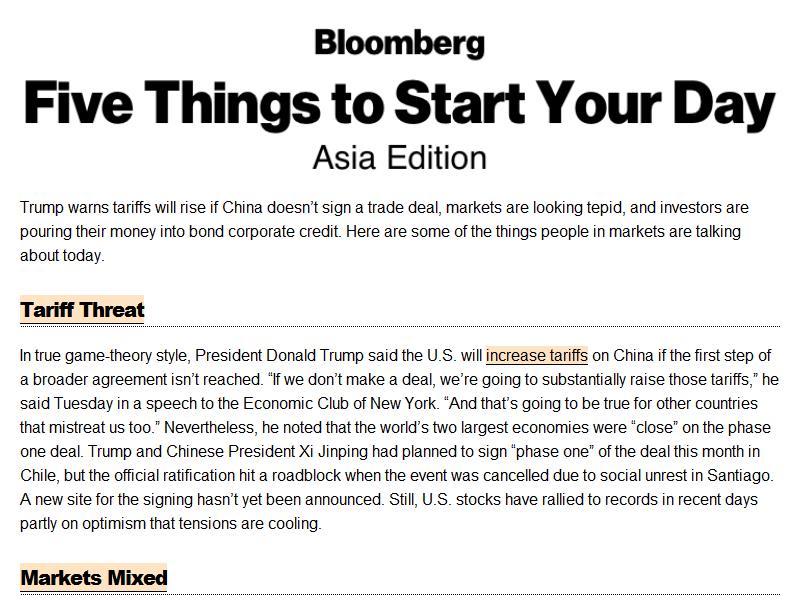 Bloomberg
Five Things to Start Your Day
Asia Edition
Trump warns tariffs will rise if China doesn’t sign a trade deal, markets are looking tepid, and investors are
pouring their money into bond corporate credit. Here are some of the things people in markets are talking
about today.
Tariff Threat
In true game-theory style, President Donald Trump said the U.S. will increase tariffs on China if the first step of
a broader agreement isn’t reached. “If we don’t make a deal, we’re going to substantially raise those tariffs,” he
said Tuesday in a speech to the Economic Club of New York. “And that’s going to be true for other countries
that mistreat us too.” Nevertheless, he noted that the world’s two largest economies were “close” on the phase
one deal. Trump and Chinese President Xi Jinping had planned to sign “phase one” of the deal this month in
Chile, but the official ratification hit a roadblock when the event was cancelled due to social unrest in Santiago.
A new site for the signing hasn’t yet been announced. Still, U.S. stocks have rallied to records in recent days
partly on optimism that tensions are cooling.
Markets Mixed